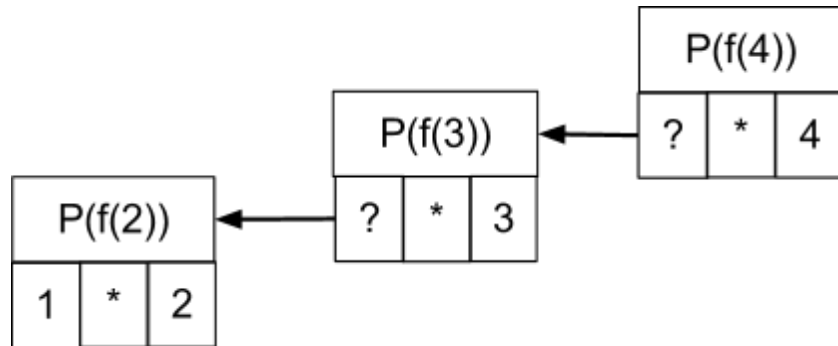 P(f(4))
? * 4
P(f(3))
? * 3
P(f(2))
1 * 2